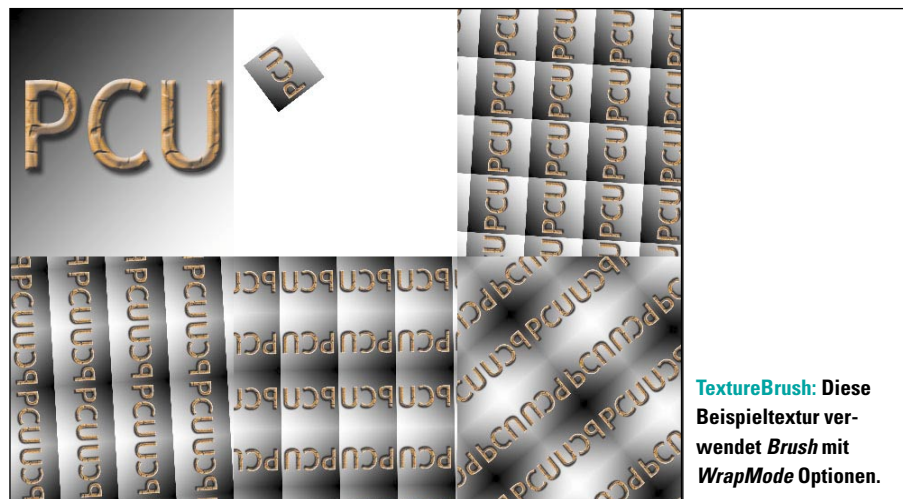 PCU
PCU
TextureBrush: Diese
Beispieltextur ver-
wendet Brush mit
WrapMode Optionen.